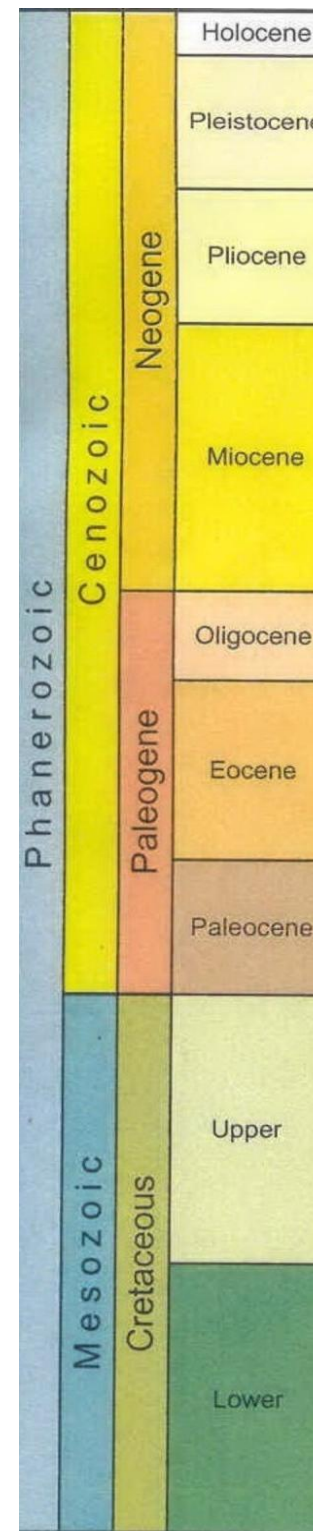 Phanerozoic
Cenozoic
Neogene
Holocene
Pleistocene
Pliocene
Miocene
Paleogene
Oligocene
Eocene
Paleocene
Mesozoic
Cretaceous
Upper
Lower